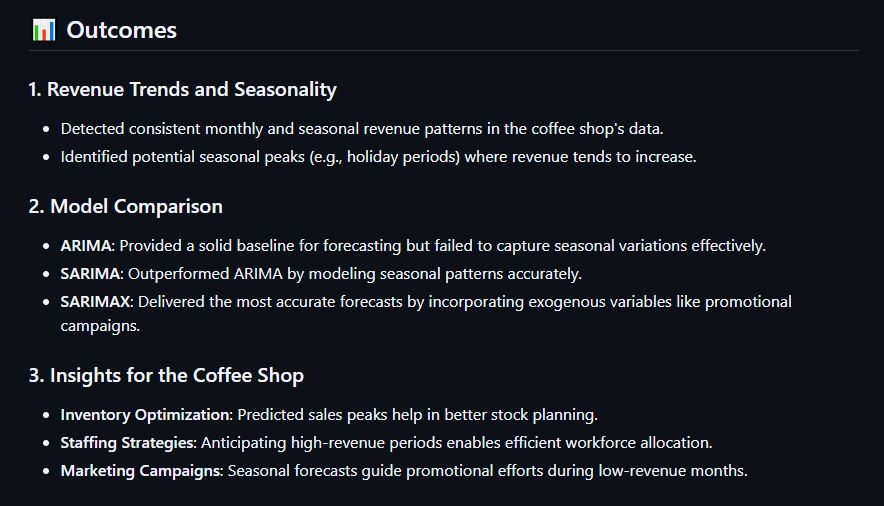 📊 Outcomes
1. Revenue Trends and Seasonality
• Detected consistent monthly and seasonal revenue patterns in the coffee shop's data.
• Identified potential seasonal peaks (e.g., holiday periods) where revenue tends to increase.
2. Model Comparison
• ARIMA: Provided a solid baseline for forecasting but failed to capture seasonal variations effectively.
• SARIMA: Outperformed ARIMA by modeling seasonal patterns accurately.
• SARIMAX: Delivered the most accurate forecasts by incorporating exogenous variables like promotional
campaigns.
3. Insights for the Coffee Shop
• Inventory Optimization: Predicted sales peaks help in better stock planning.
• Staffing Strategies: Anticipating high-revenue periods enables efficient workforce allocation.
• Marketing Campaigns: Seasonal forecasts guide promotional efforts during low-revenue months.